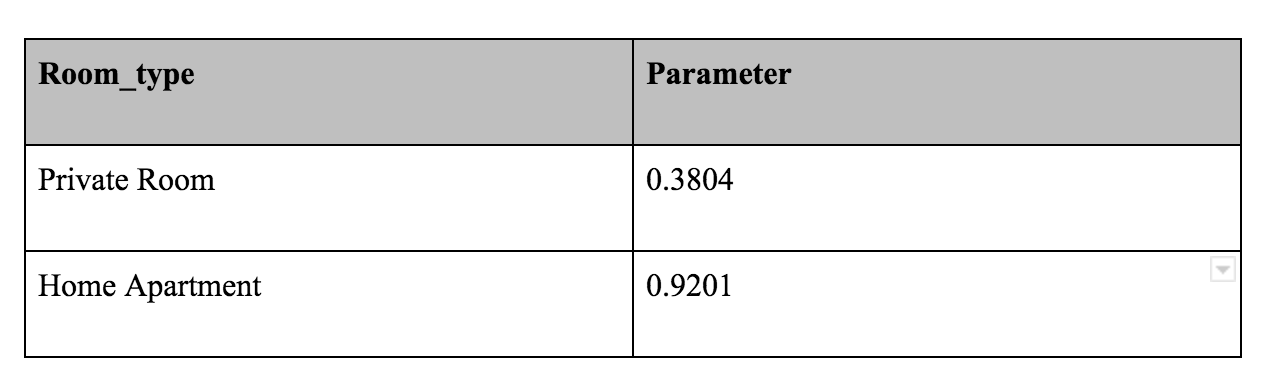 Room_type Parameter
Private Room 0.3804
Home Apartment 0.9201